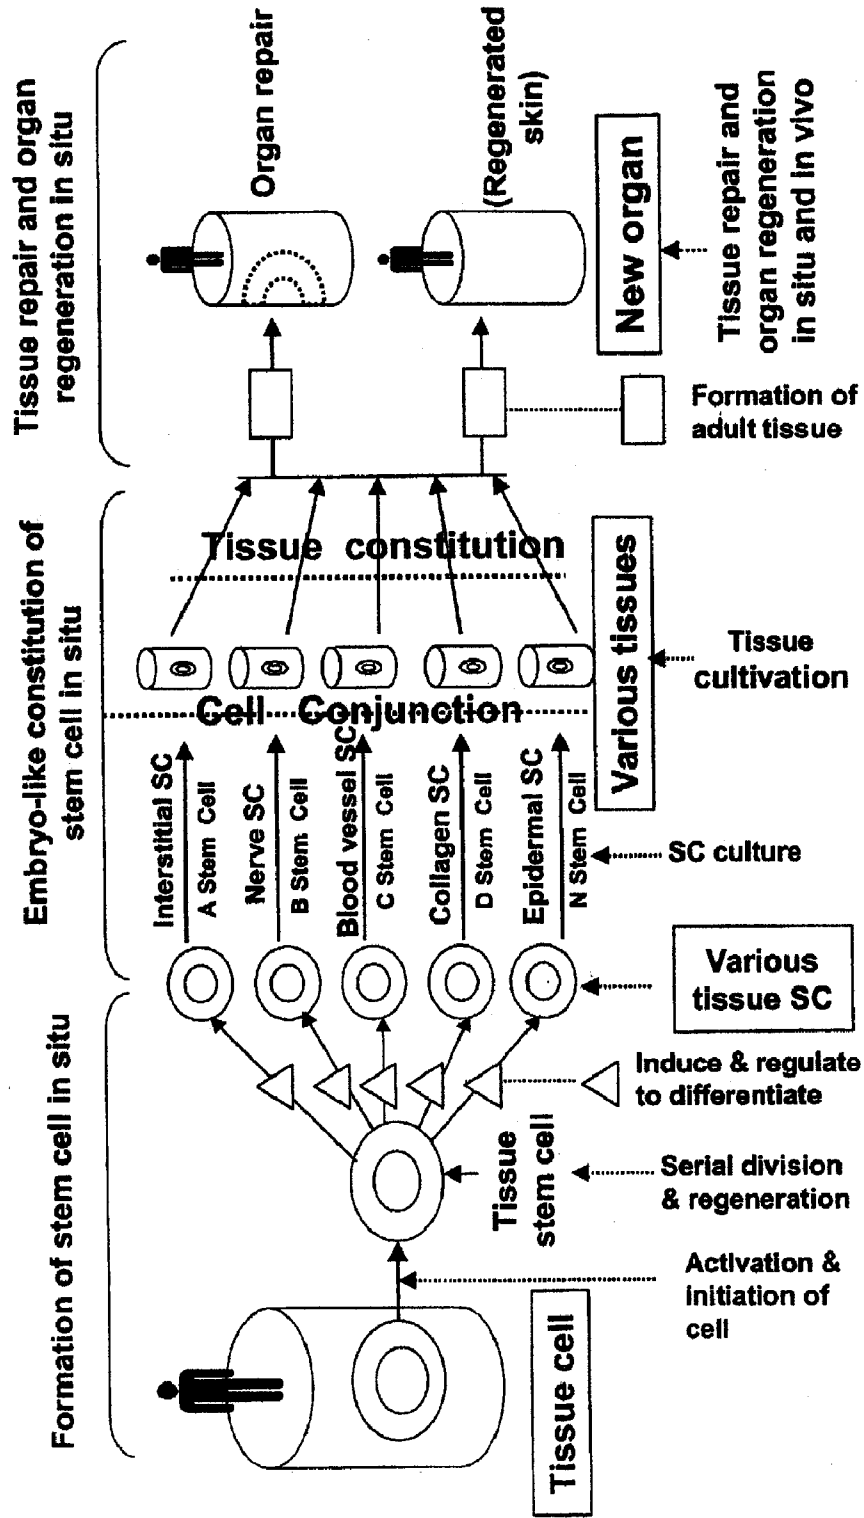 Formation of stem cell in situ
Embryo-like constitution of
stem cell in situ
Tissue repair and organ
regeneration in situ
Interstitial SC
A Stem Cell
Nerve SC
B Stem Cell
Blood vessel SC
C Stem Cell
Collagen SC
D Stem Cell
Epidermal SC
N Stem Cell
Cell Conjunction
Tissue constitution
Organ repair
(Regenerated
skin)
Tissue cell
Tissue
stem cell
Various tissues
New organ
Activation &
initiation of
cell
Serial division
& regeneration
Induce & regulate
to differentiate
Various
tissue SC
SC culture
Tissue
cultivation
Formation of
adult tissue
Tissue repair and
organ regeneration
in situ and in vivo